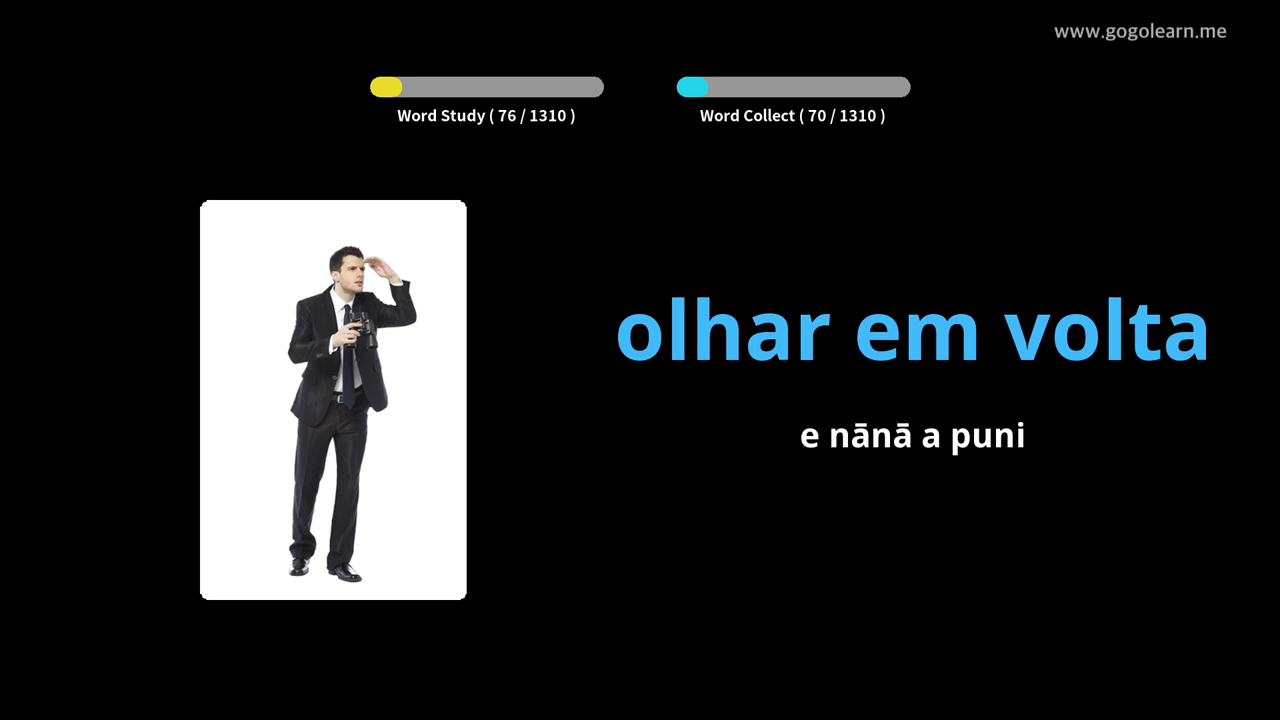 www.gogolearn.me
Word Study ( 76 / 1310 )
Word Collect ( 70 / 1310 )
olhar em volta
e nānā a puni